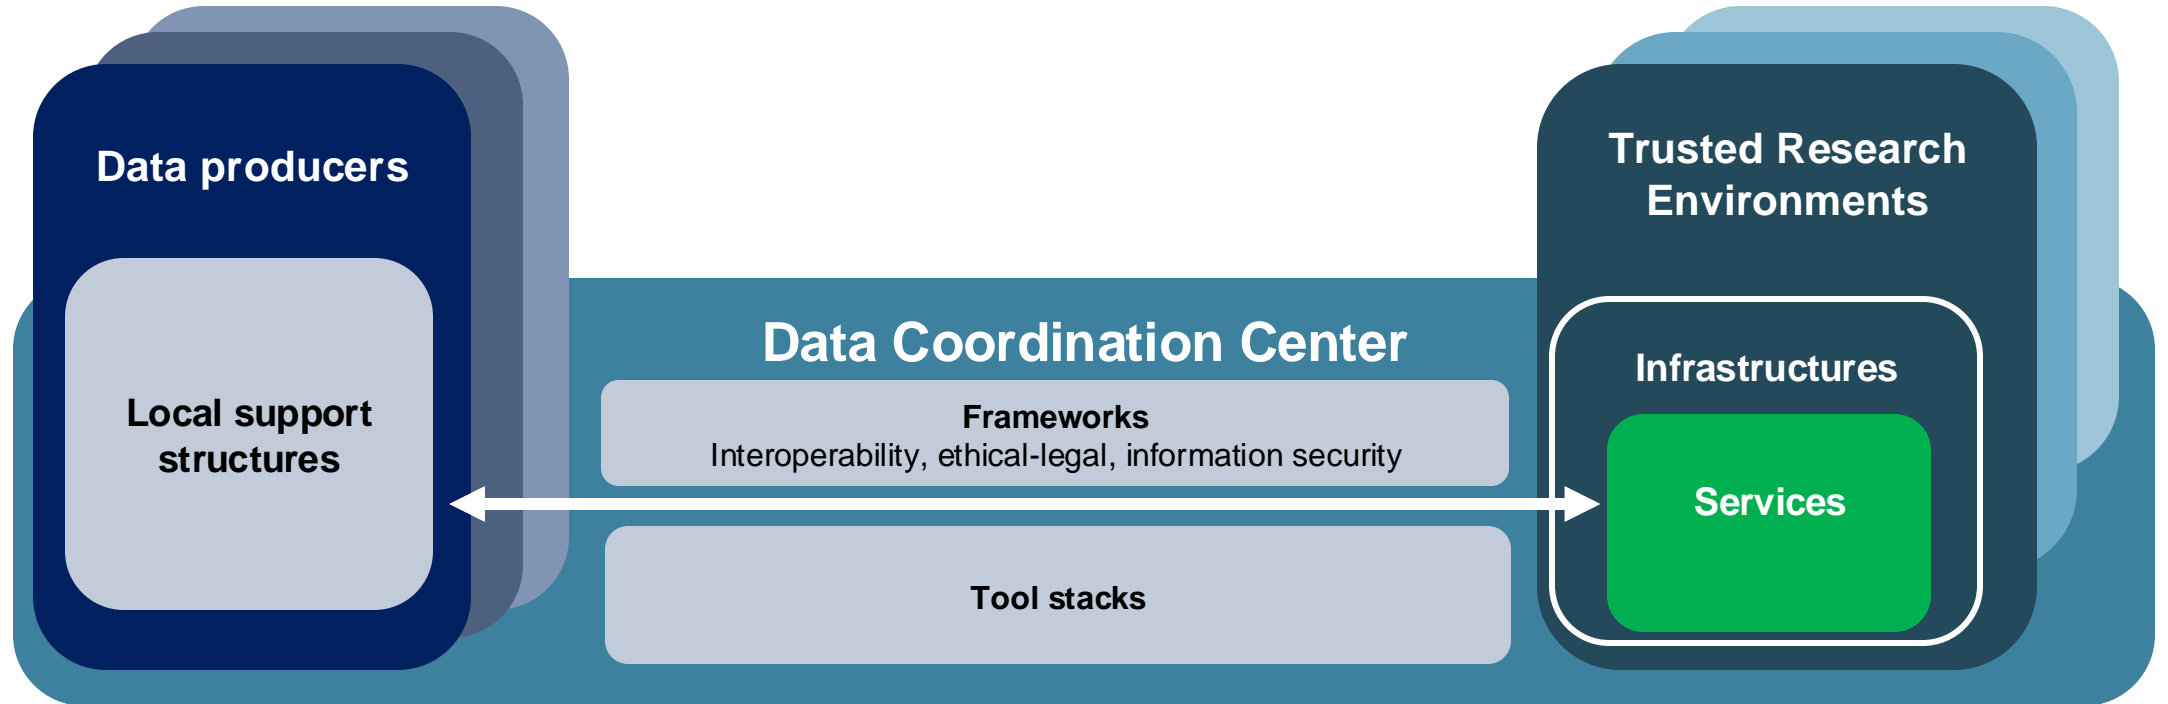 Data producers
Local support
structures
Data Coordination Center
Frameworks
Interoperability, ethical-legal, information security
Tool stacks
Trusted Research
Environments
Infrastructures
Services